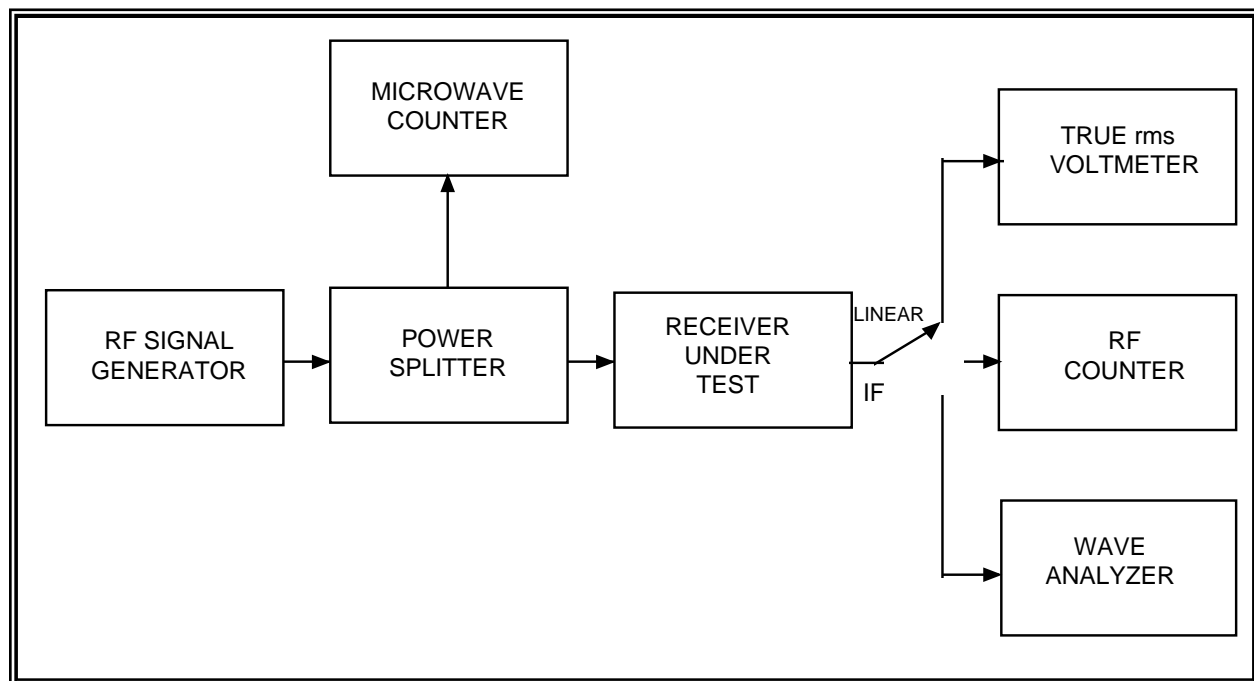 MICROWAVE
COUNTER
TRUE rms
VOLTMETER
RF SIGNAL
GENERATOR
POWER
SPLITTER
RECEIVER
UNDER
TEST
LINEAR
IF
RF
COUNTER
WAVE
ANALYZER